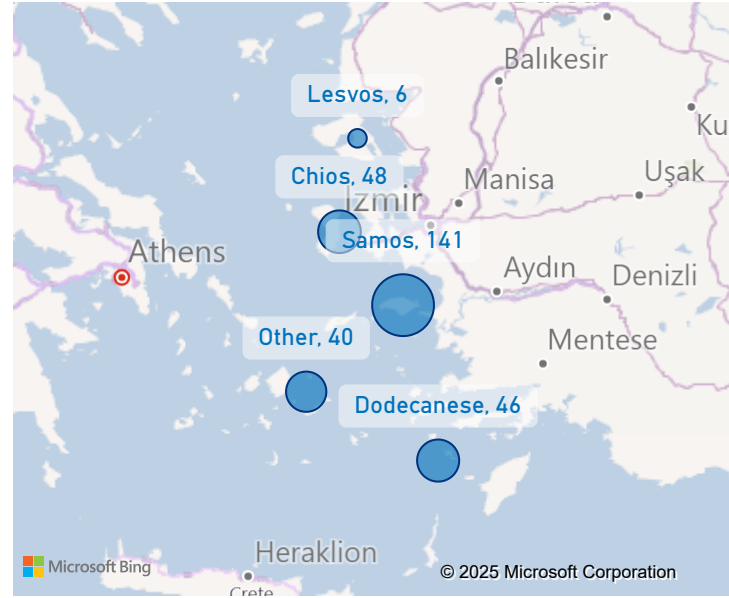 Balıkesir
Lesvos, 6
Ku
Chios, 48
Uşak
Manisa
İzmir
Samos, 141
Athens
Aydın
Denizli
Other, 40
Mentese
Dodecanese, 46
Heraklion
Microsoft Bing
© 2025 Microsoft Corporation
Crete